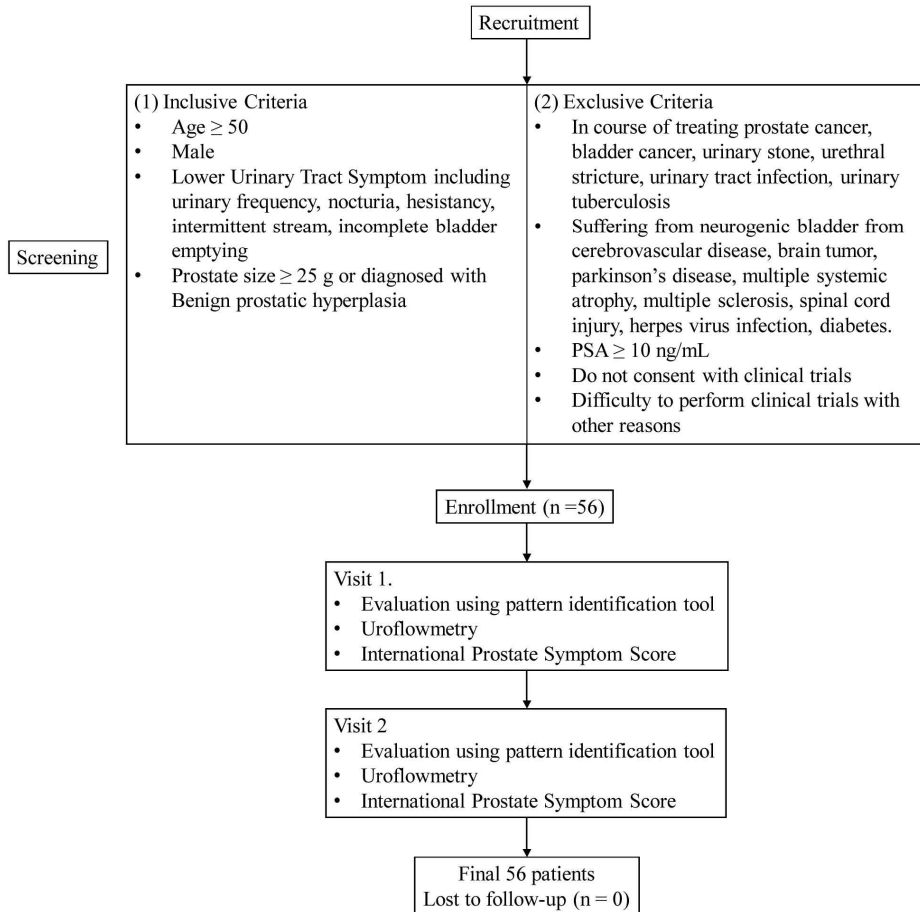 Recruitment
Screening
(1) Inclusive Criteria
• Age ≥ 50
• Male
• Lower Urinary Tract Symptom including
urinary frequency, nocturia, hesistancy,
intermittent stream, incomplete bladder
emptying
• Prostate size ≥ 25 g or diagnosed with
Benign prostatic hyperplasia
(2) Exclusive Criteria
• In course of treating prostate cancer,
bladder cancer, urinary stone, urethral
stricture, urinary tract infection, urinary
tuberculosis
• Suffering from neurogenic bladder from
cerebrovascular disease, brain tumor,
parkinson's disease, multiple systemic
atrophy, multiple sclerosis, spinal cord
injury, herpes virus infection, diabetes.
• PSA ≥ 10 ng/mL
• Do not consent with clinical trials
• Difficulty to perform clinical trials with
other reasons
Enrollment (n =56)
Visit 1.
• Evaluation using pattern identification tool
• Uroflowmetry
• International Prostate Symptom Score
Visit 2
• Evaluation using pattern identification tool
• Uroflowmetry
• International Prostate Symptom Score
Final 56 patients
Lost to follow-up (n = 0)